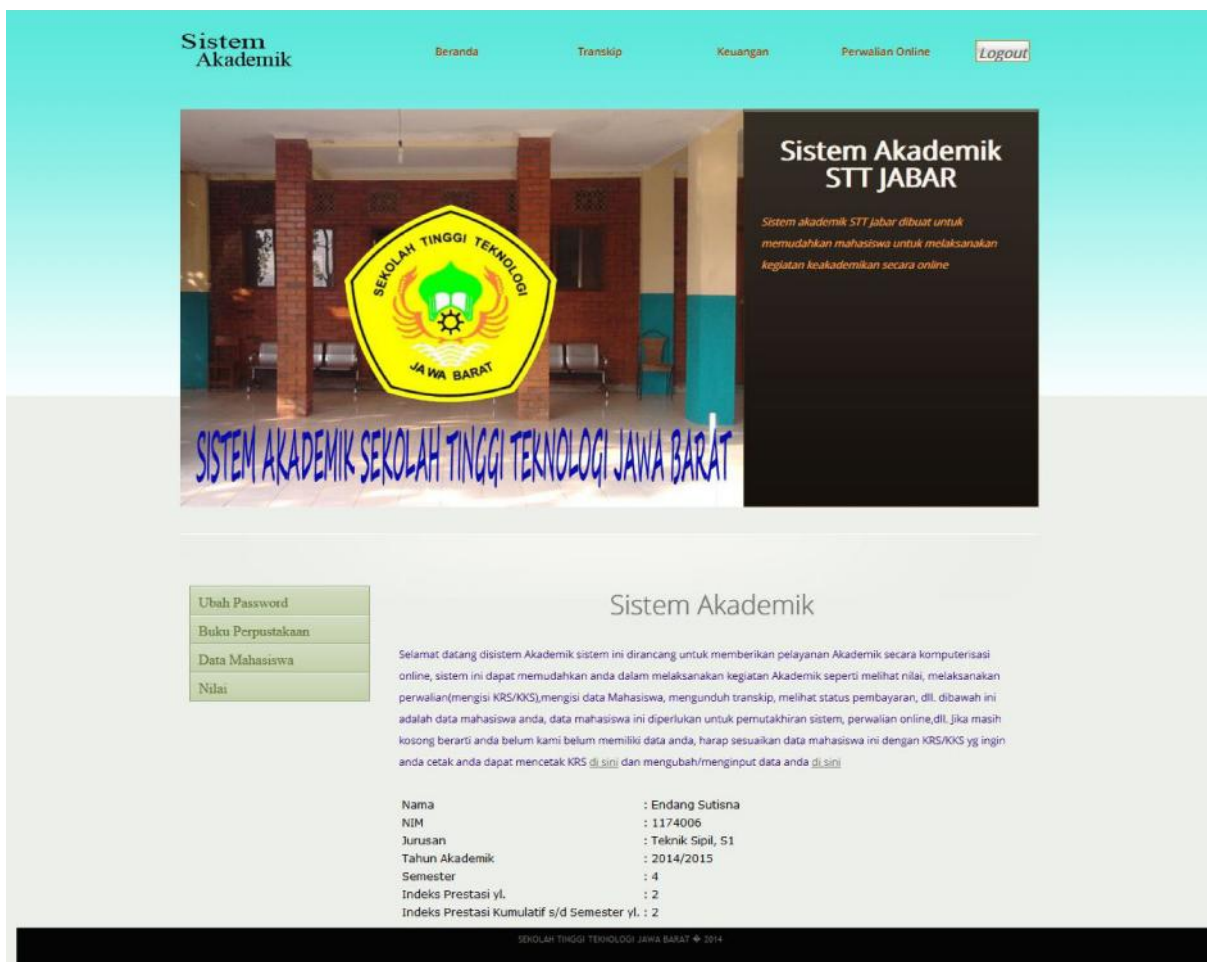 Sistem
Akademik
Beranda
Transkip
Keuangan
Perwalian Online
Logout
SEKOLAH TINGGI TEKNOLOGI
JAWA BARAT
SISTEM AKADEMIK SEKOLAH TINGGI TEKNOLOGI JAWA BARAT
Sistem Akademik
STT JABAR
Sistem akademik STT Jabar dibuat untuk
memudahkan mahasiswa untuk melaksanakan
kegiatan keakademikan secara online
Ubah Password
Buku Perpustakaan
Data Mahasiswa
Nilai
Sistem Akademik
Selamat datang disistem Akademik sistem ini dirancang untuk memberikan pelayanan Akademik secara komputerisasi
online, sistem ini dapat memudahkan anda dalam melaksanakan kegiatan Akademik seperti melihat nilai, melaksanakan
perwalian(mengisi KRS/KKS),mengisi data Mahasiswa, mengunduh transkip, melihat status pembayaran, dll. dibawah ini
adalah data mahasiswa anda, data mahasiswa ini diperlukan untuk pemutakhiran sistem, perwalian online,dll. Jika masih
kosong berarti anda belum kami belum memiliki data anda, harap sesuaikan data mahasiswa ini dengan KRS/KKS yg ingin
anda cetak anda dapat mencetak KRS di sini dan mengubah/menginput data anda di sini
Nama : Endang Sutisna
NIM : 1174006
Jurusan : Teknik Sipil, S1
Tahun Akademik : 2014/2015
Semester : 4
Indeks Prestasi yl. : 2
Indeks Prestasi Kumulatif s/d Semester yl. : 2
SEKOLAH TINGGI TEKNOLOGI JAWA BARAT � 2014